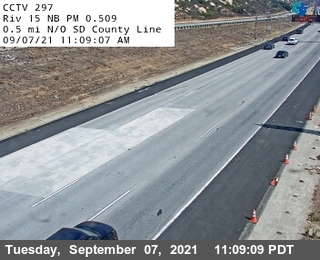 CCTV 297
Riv 15 NB PM 0.509
0.5 mi N/O SD County Line
09/07/21 11:09:07 AM
Tuesday, September 07, 2021 11:09:09 PDT